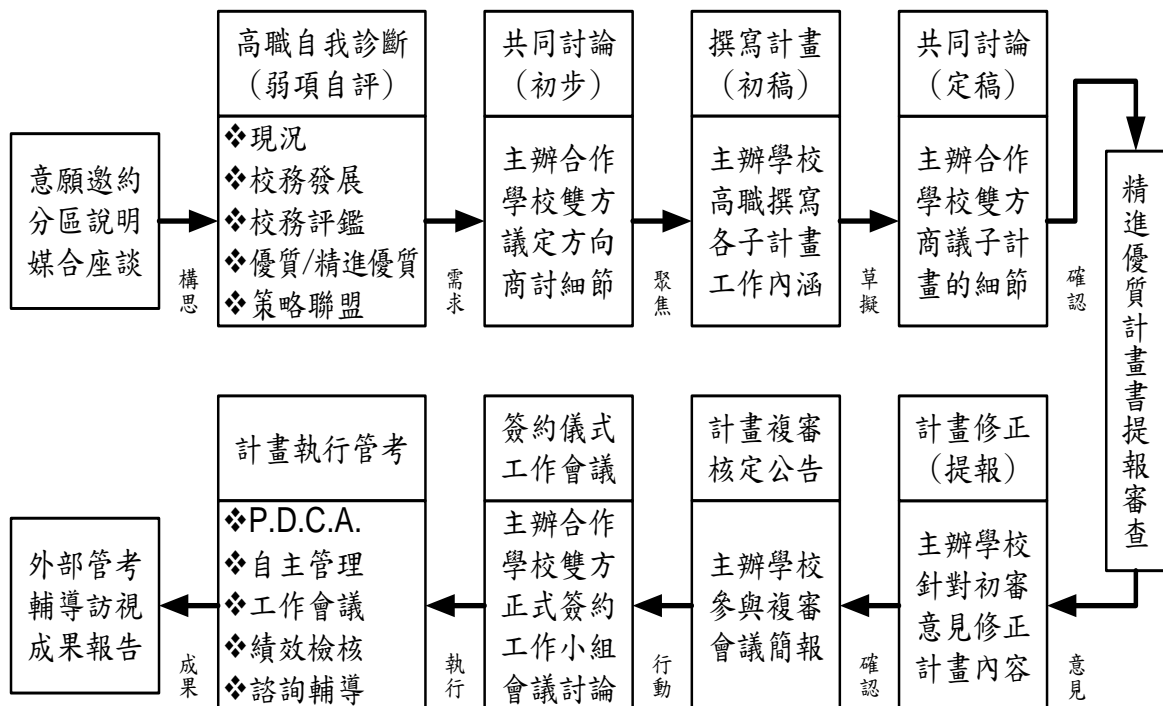 意願邀約
分區說明
媒合座談
構思
高職自我診斷
（弱項自評）
❖現況
❖校務發展
❖校務評鑑
❖優質/精進優質
❖策略聯盟
需求
共同討論
（初步）
主辦合作
學校雙方
議定方向
商討細節
聚焦
撰寫計畫
（初稿）
主辦學校
高職撰寫
各子計畫
工作內涵
草擬
共同討論
（定稿）
主辦合作
學校雙方
商議子計
畫的細節
確認
精進優質計畫書提報審查
意見
計畫修正
（提報）
主辦學校
針對初審
意見修正
計畫內容
確認
計畫複審
核定公告
主辦學校
參與複審
會議簡報
行動
簽約儀式
工作會議
主辦合作
學校雙方
正式簽約
工作小組
會議討論
執行
計畫執行管考
❖P.D.C.A.
❖自主管理
❖工作會議
❖績效檢核
❖諮詢輔導
成果
外部管考
輔導訪視
成果報告